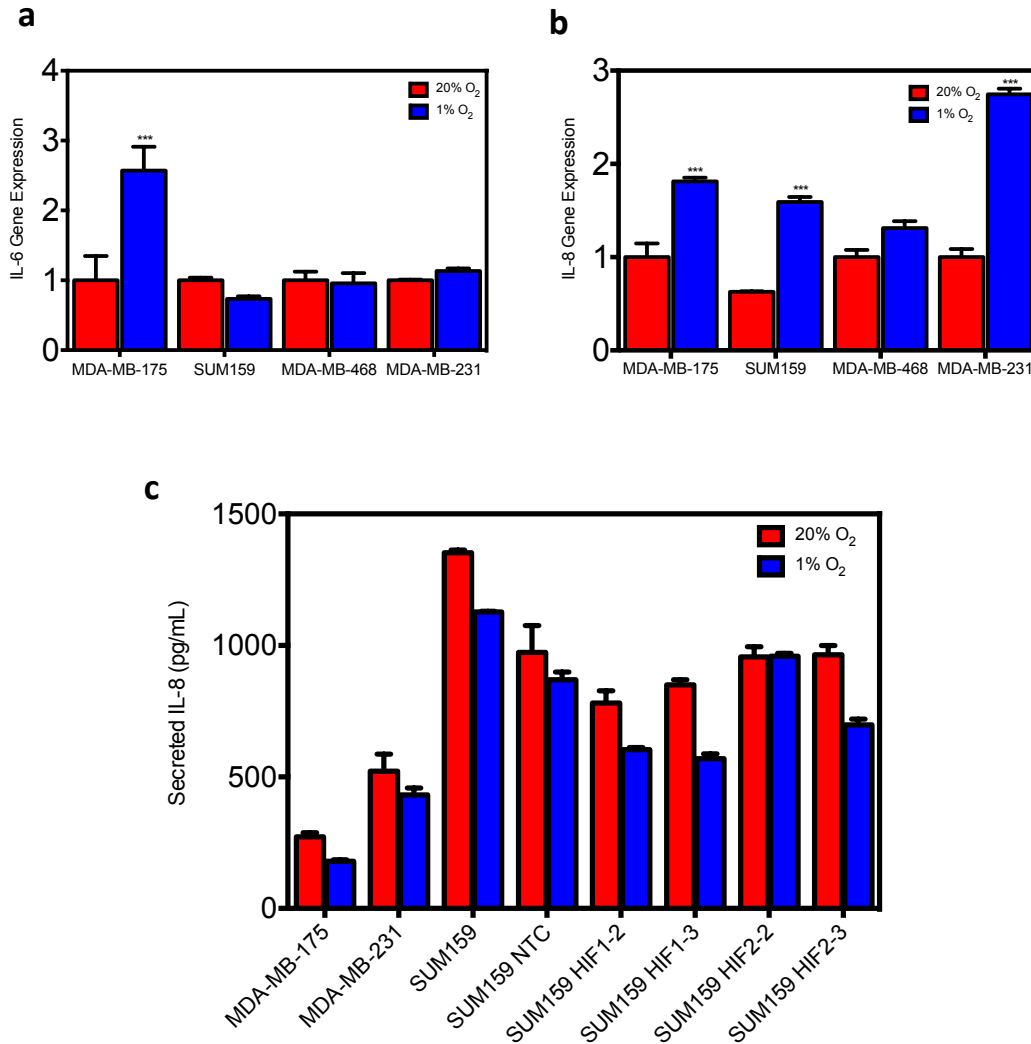 a
IL-6 Gene Expression
4
3
2
1
0
20% O2
1% O2
***
MDA-MB-175 SUM159 MDA-MB-468 MDA-MB-231
b
IL-8 Gene Expression
3
2
1
0
20% O2
1% O2
*** *** ***
MDA-MB-175 SUM159 MDA-MB-468 MDA-MB-231
c
Secreted IL-8 (pg/mL)
1500
1000
500
0
20% O2
1% O2
MDA-MB-175
MDA-MB-231
SUM159
SUM159 NTC
SUM159 HIF1-2
SUM159 HIF1-3
SUM159 HIF2-2
SUM159 HIF2-3